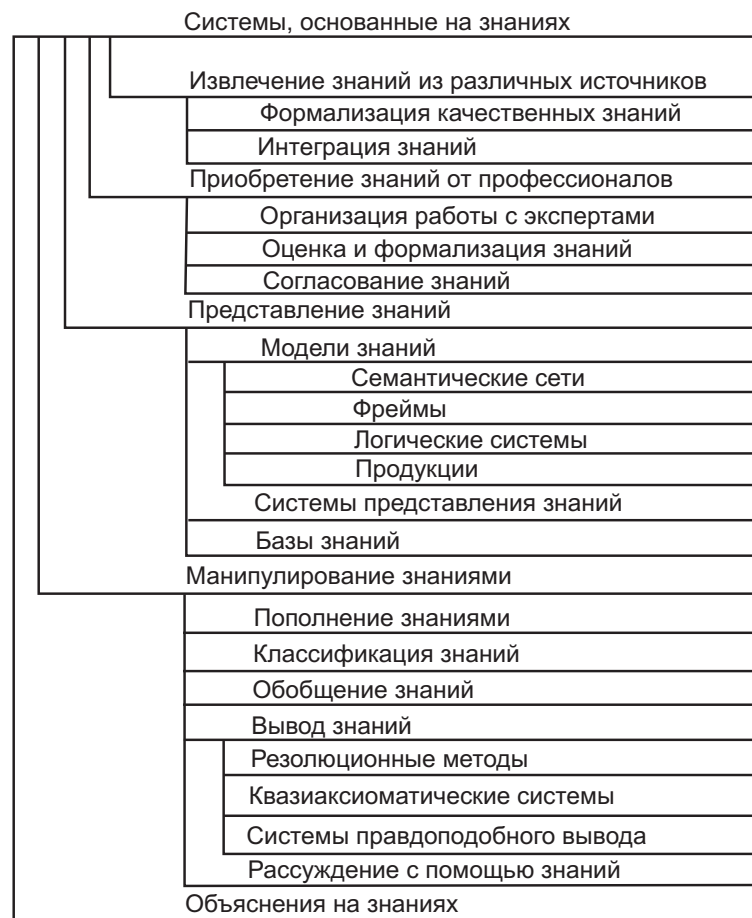 Системы, основанные на знаниях
Извлечение знаний из различных источников
Формализация качественных знаний
Интеграция знаний
Приобретение знаний от профессионалов
Организация работы с экспертами
Оценка и формализация знаний
Согласование знаний
Представление знаний
Модели знаний
Семантические сети
Фреймы
Логические системы
Продукции
Системы представления знаний
Базы знаний
Манипулирование знаниями
Пополнение знаниями
Классификация знаний
Обобщение знаний
Вывод знаний
Резолюционные методы
Квазиаксиоматические системы
Системы правдоподобного вывода
Рассуждение с помощью знаний
Объяснения на знаниях